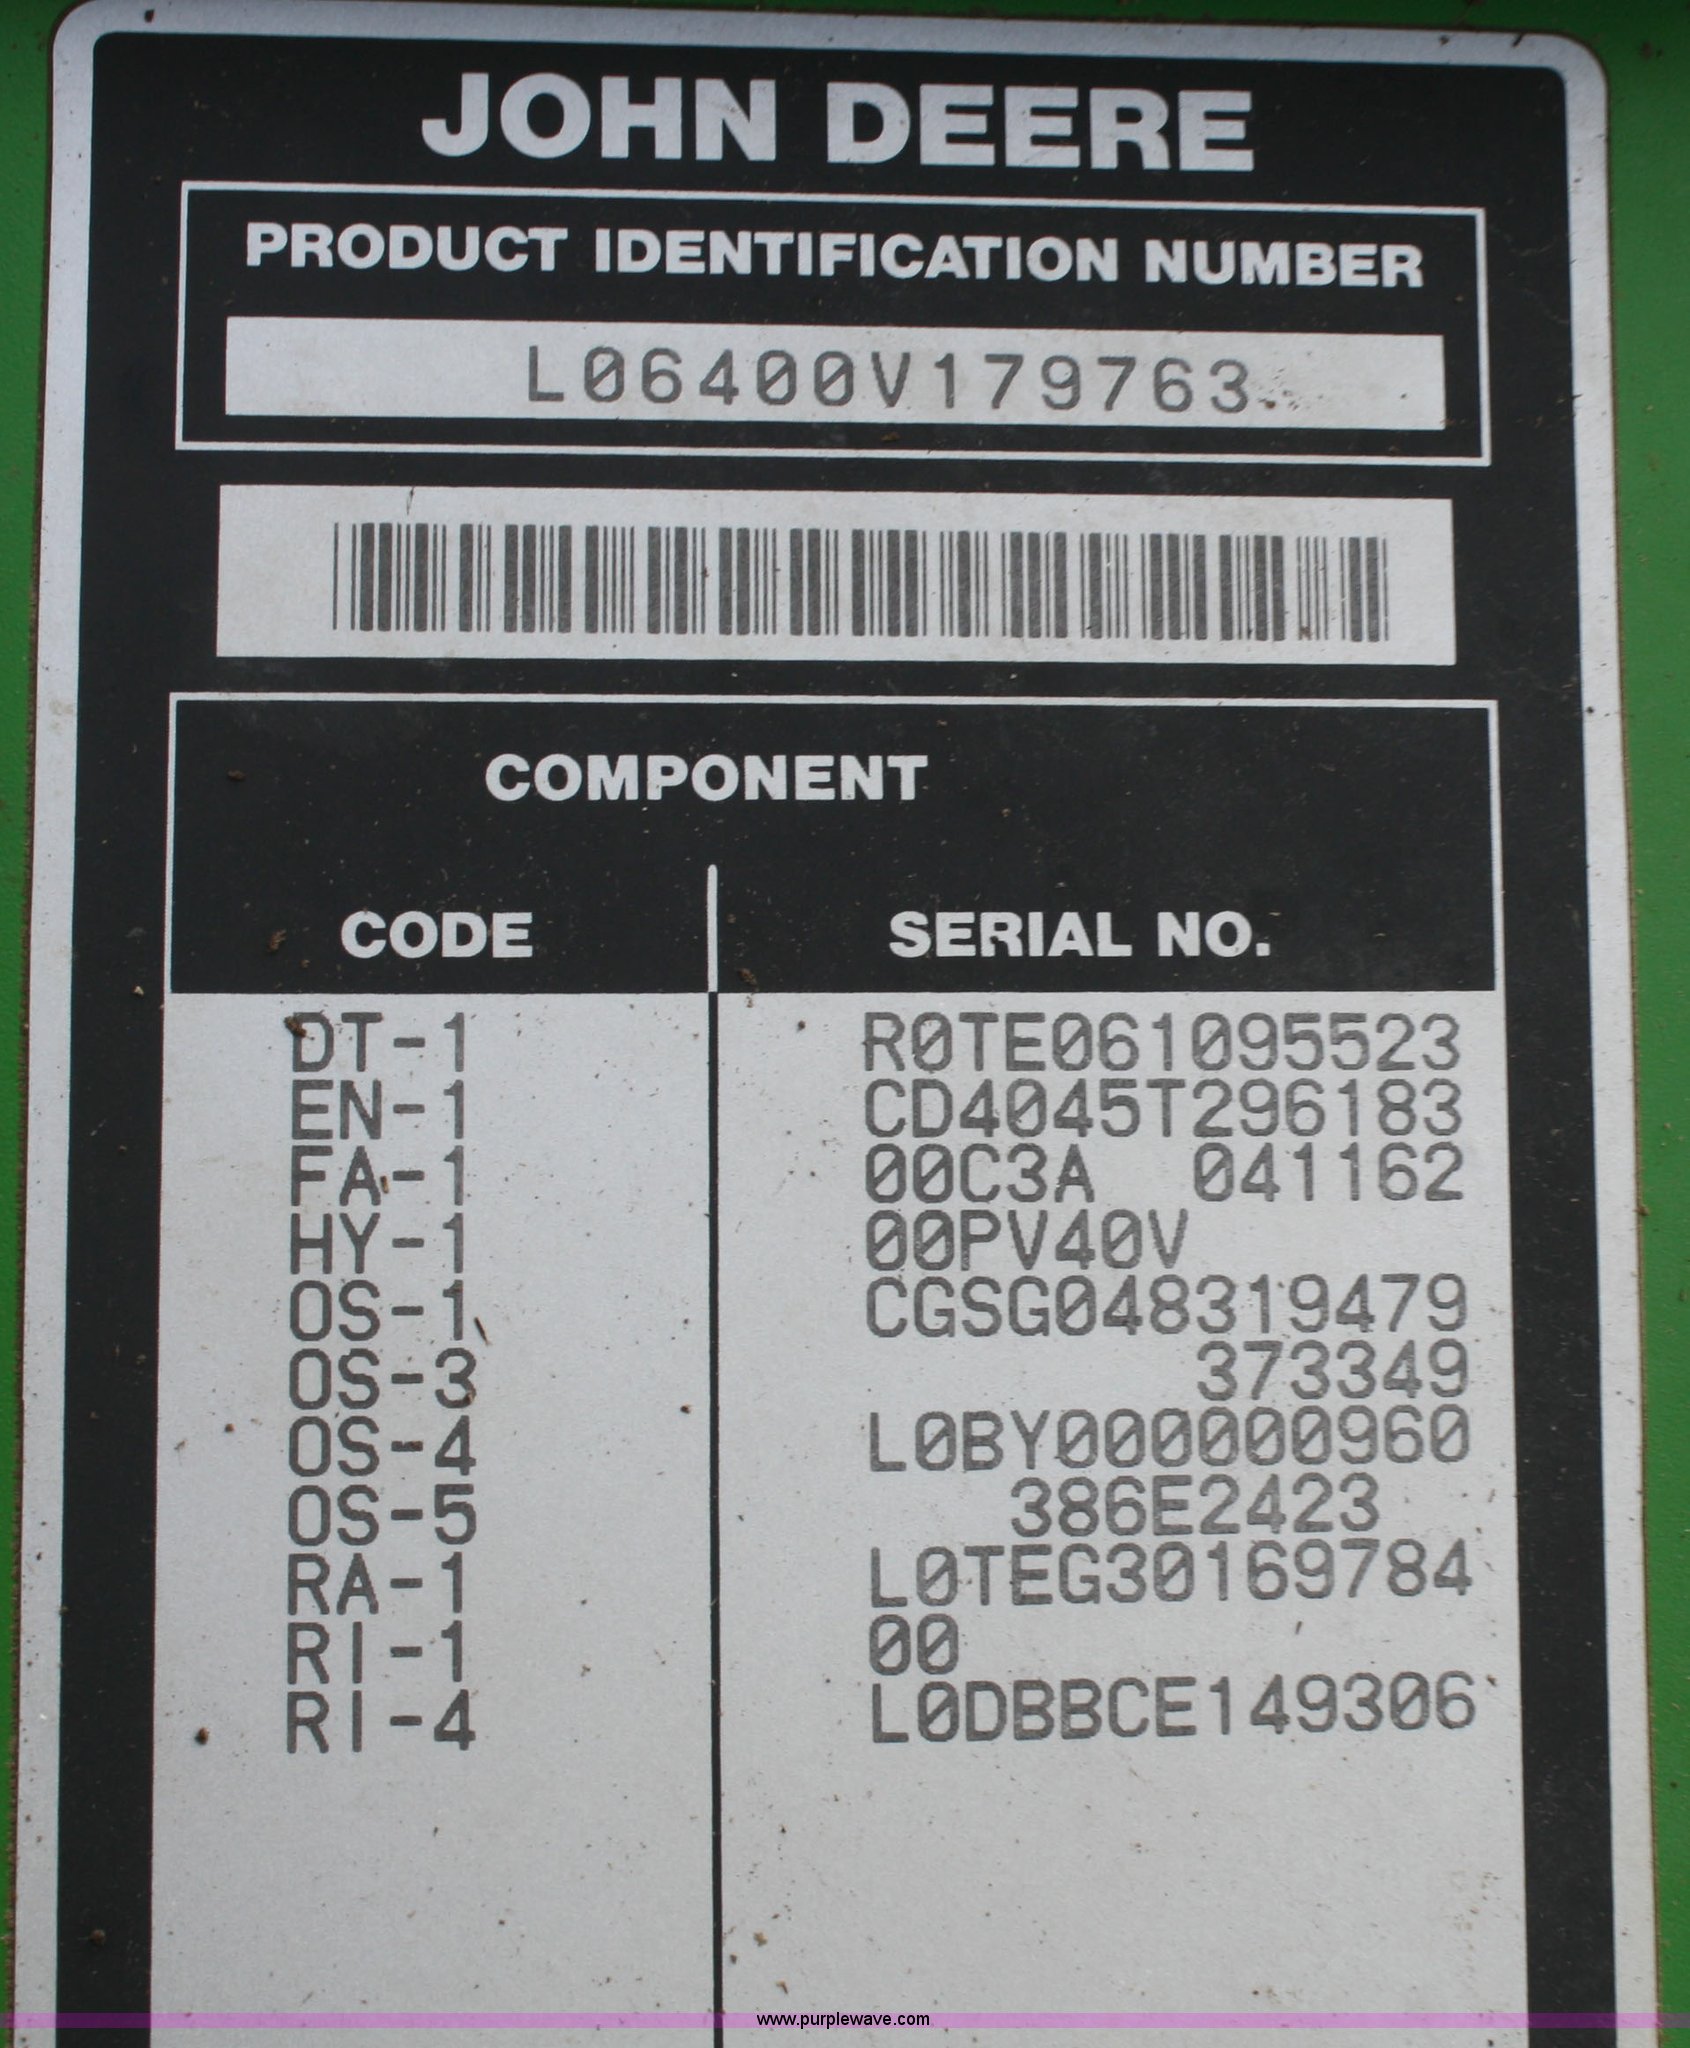 JOHN DEERE
PRODUCT IDENTIFICATION NUMBER
L06400V179763
COMPONENT
CODE SERIAL NO.
DT-1 R0TE061095523
EN-1 CD4045T296183
FA-1 00C3A 041162
HY-1 00PV40V
OS-1 CGSG048319479
OS-3 373349
OS-4 L0BY000000960
OS-5 386E2423
RA-1 L0TEG30169784
RI-1 00
RI-4 L0DBBCE149306
www.purplewave.com